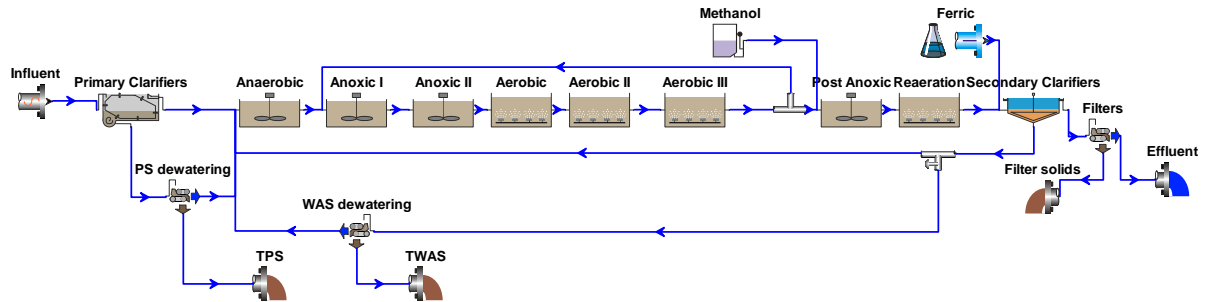 Methanol
Ferric
Influent
Primary Clarifiers
Anaerobic
Anoxic I
Anoxic II
Aerobic
Aerobic II
Aerobic III
Post Anoxic
Reaeration
Secondary Clarifiers
Filters
PS dewatering
Effluent
Filter solids
WAS dewatering
TPS
TWAS